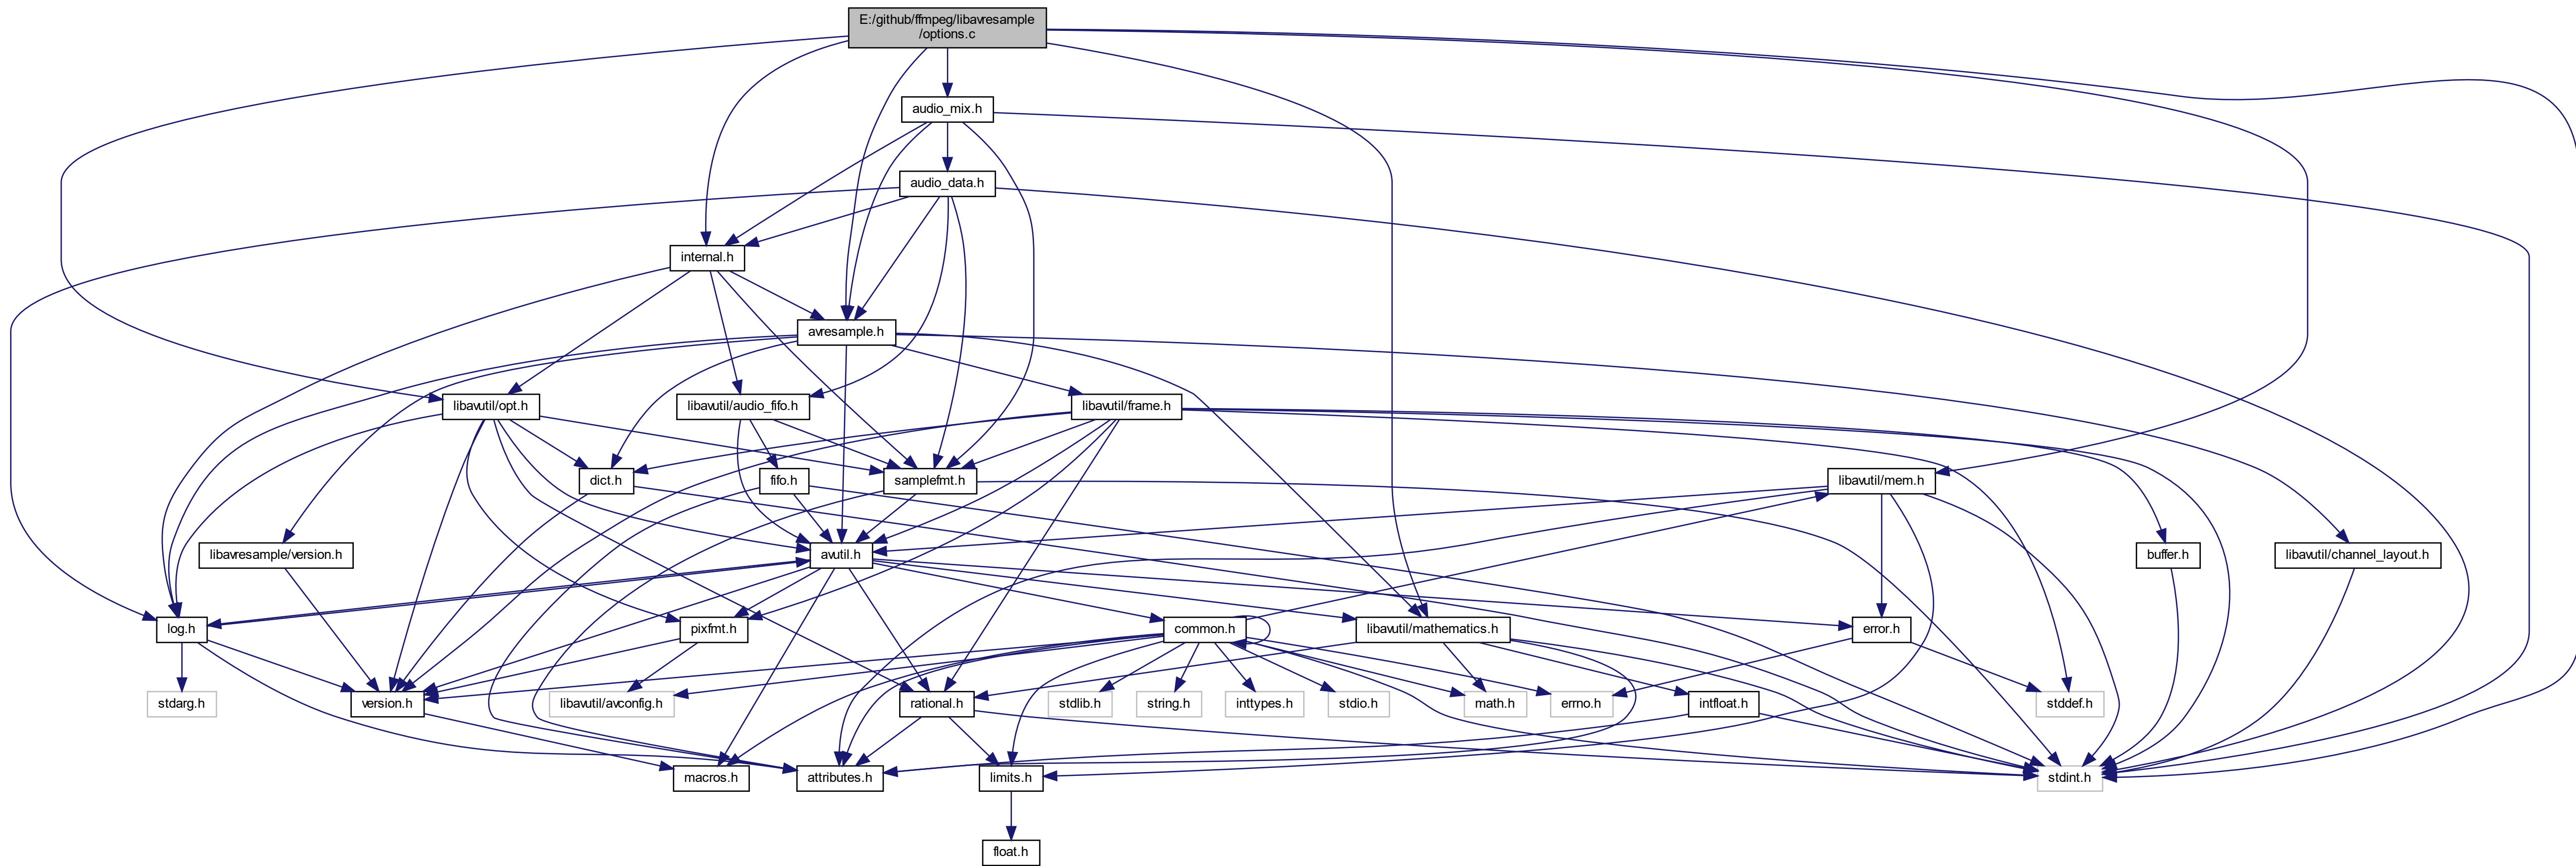 E:/github/ffmpeg/libavresample
/options.c
audio_mix.h
audio_data.h
internal.h
avresample.h
libavutil/opt.h
libavutil/audio_fifo.h
libavutil/frame.h
dict.h
fifo.h
samplefmt.h
libavutil/mem.h
libavresample/version.h
avutil.h
buffer.h
libavutil/channel_layout.h
log.h
pixfmt.h
common.h
libavutil/mathematics.h
error.h
stdarg.h
version.h
libavutil/avconfig.h
rational.h
stdlib.h
string.h
inttypes.h
stdio.h
math.h
errno.h
intfloat.h
stddef.h
macros.h
attributes.h
limits.h
stdint.h
float.h